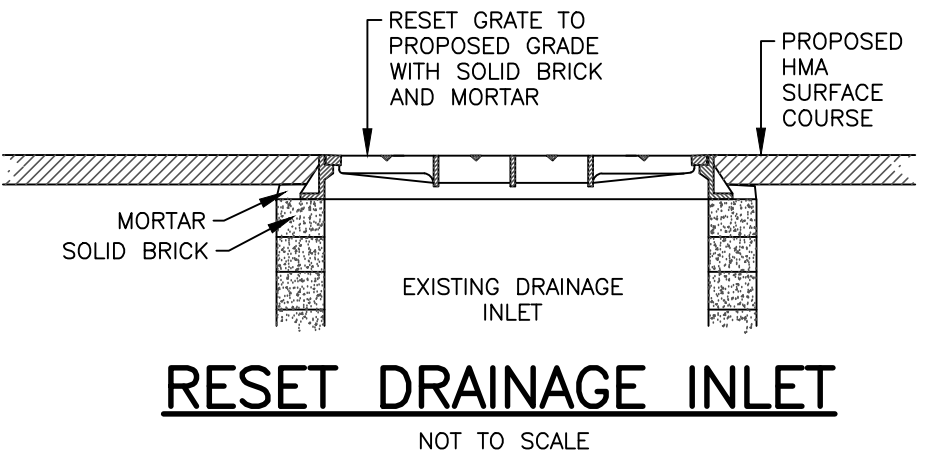 RESET GRATE TO
PROPOSED GRADE
WITH SOLID BRICK
AND MORTAR
PROPOSED
HMA
SURFACE
COURSE
MORTAR
SOLID BRICK
EXISTING DRAINAGE
INLET
RESET DRAINAGE INLET
NOT TO SCALE